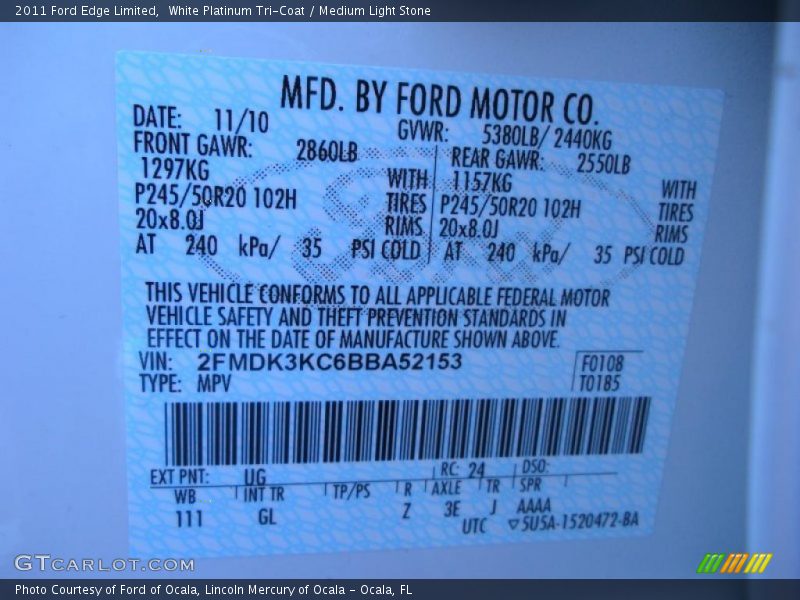 2011 Ford Edge Limited,  White Platinum Tri-Coat / Medium Light Stone
MFD. BY FORD MOTOR CO.
DATE: 11/10 GVWR: 5380LB/ 2440KG
FRONT GAWR: 2860LB REAR GAWR: 2550LB
1297KG WITH 1157KG WITH
P245/50R20 102H TIRES P245/50R20 102H TIRES
20x8.0J RIMS 20x8.0J RIMS
AT 240 kPa/ 35 PSI COLD AT 240 kPa/ 35 PSI COLD
THIS VEHICLE CONFORMS TO ALL APPLICABLE FEDERAL MOTOR
VEHICLE SAFETY AND THEFT PREVENTION STANDARDS IN
EFFECT ON THE DATE OF MANUFACTURE SHOWN ABOVE.
VIN: 2FMDK3KC6BBA52153 F0108
TYPE: MPV T0185
EXT PNT: UG RC: 24 DSO:
WB INT TR TP/PS R AXLE TR SPR
111 GL Z 3E J AAAA
UTC ▽5U5A-1520472-BA
GTCARLOT.COM
Photo Courtesy of Ford of Ocala, Lincoln Mercury of Ocala - Ocala, FL